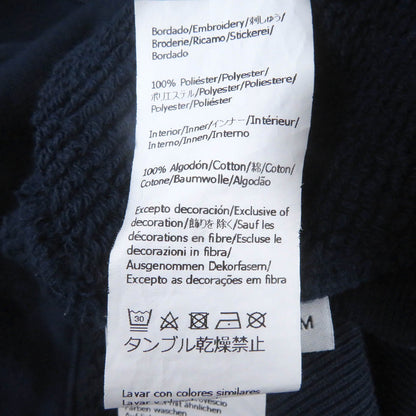 Bordado/Embroidery/刺しゅう/
Broderie/Ricamo/Stickerei/
Bordado
100% Poliéster/Polyester/
ポリエステル/Polyester/
Poliestere/Polyester/
Poliéster
Interior/Inner/インナー/Intérieur/
Interno/Innen/Interno
100% Algodón/Cotton/綿/Coton/
Cotone/Baumwolle/Algodão
Excepto decoración/Exclusive of
decoration/飾りを除く/Sauf les
décorations en fibre/Escluse le
decorazioni in fibra/
Ausgenommen Dekorfasern/
Excepto as decorações em fibra
30
M
タンブル乾燥禁止
Lavar con colores similares